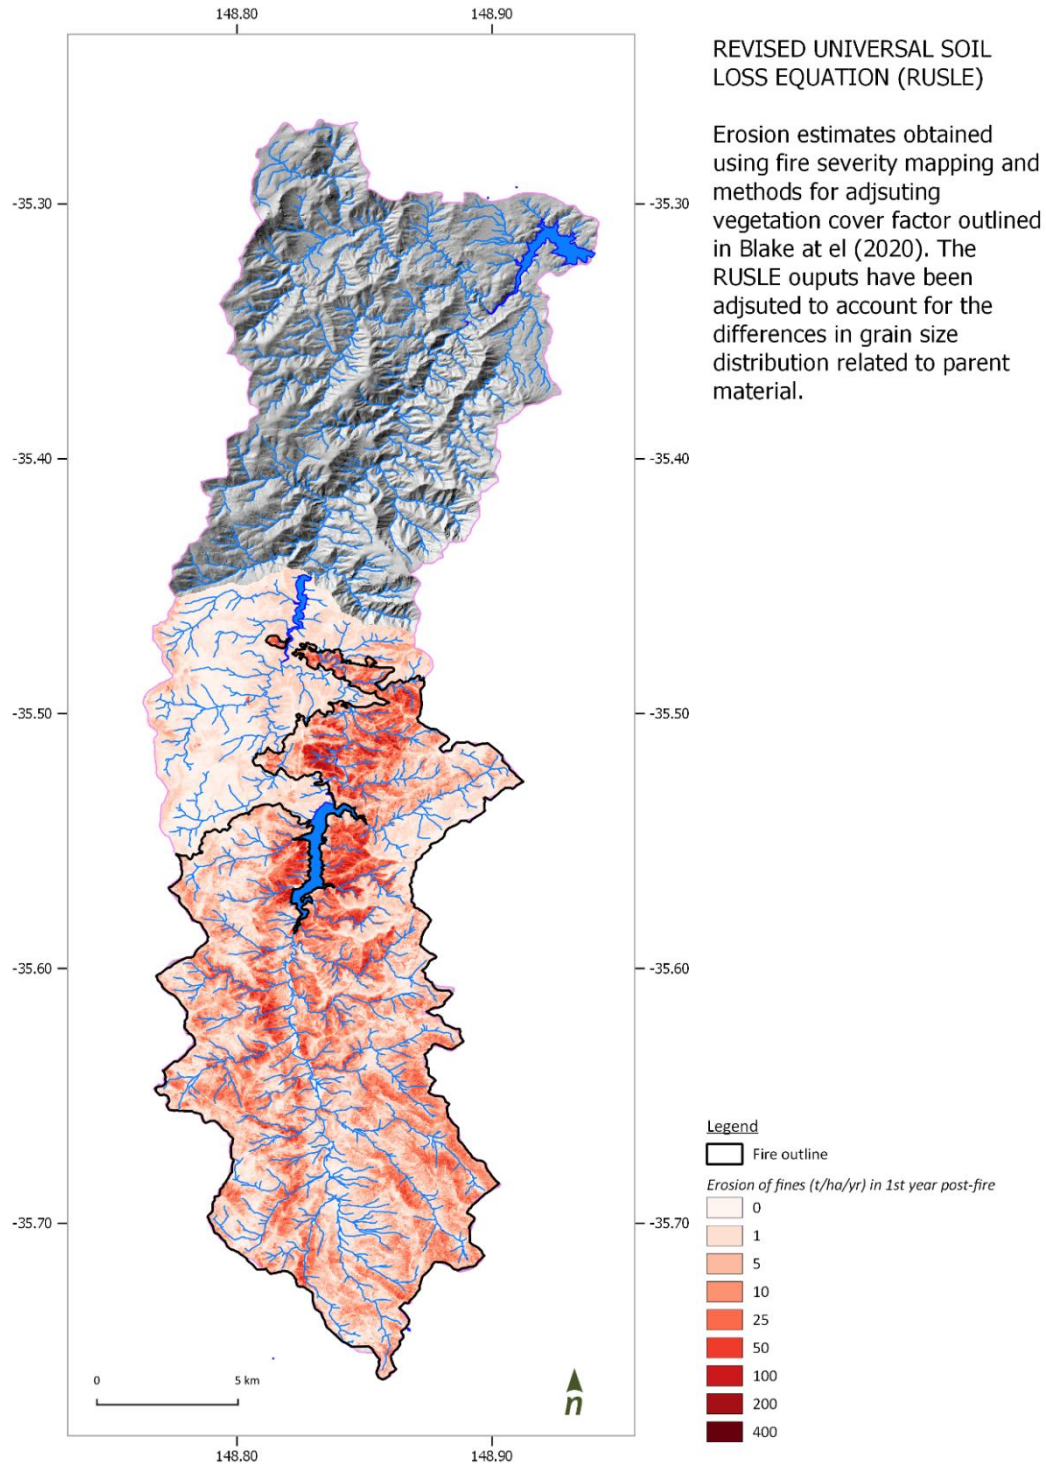 148.80
148.90
REVISED UNIVERSAL SOIL
LOSS EQUATION (RUSLE)
Erosion estimates obtained
using fire severity mapping and
methods for adjsuting
vegetation cover factor outlined
in Blake at el (2020). The
RUSLE ouputs have been
adjsuted to account for the
differences in grain size
distribution related to parent
material.
-35.30
-35.30
-35.40
-35.40
-35.50
-35.50
-35.60
-35.60
-35.70
-35.70
Legend
Fire outline
Erosion of fines (t/ha/yr) in 1st year post-fire
0
1
5
10
25
50
100
200
400
0
5 km
n
148.80
148.90